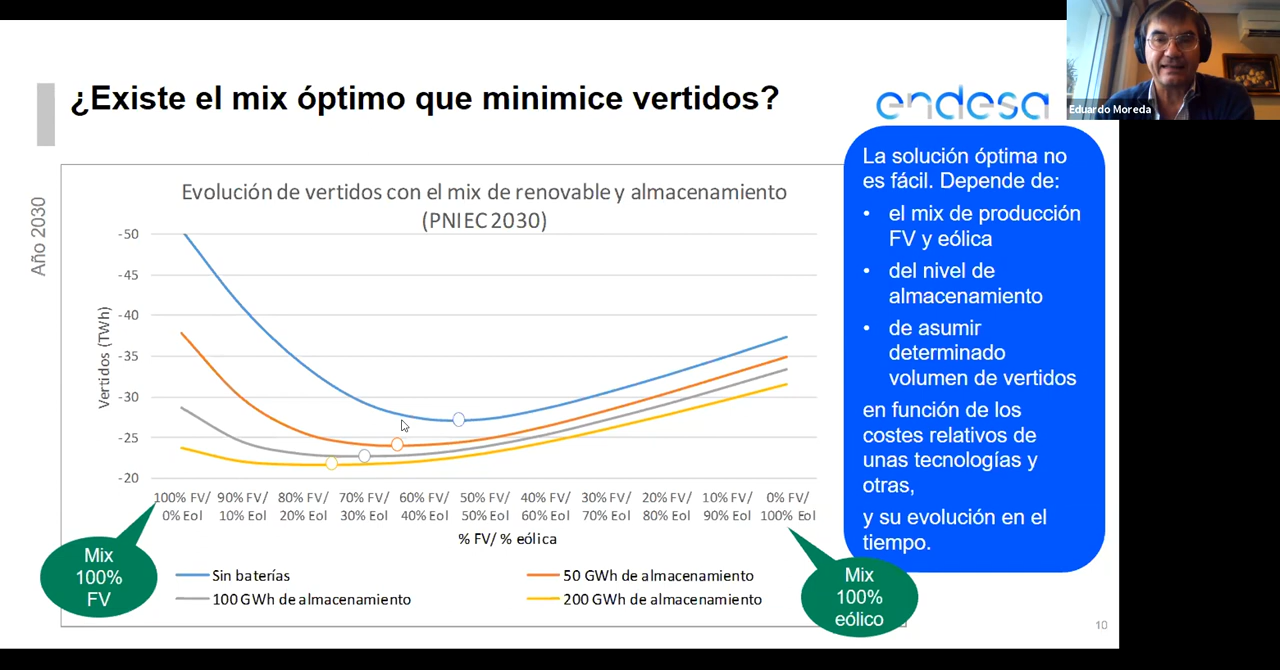 ¿Existe el mix óptimo que minimice vertidos?
endesa
Eduardo Moreda
Año 2030
Evolución de vertidos con el mix de renovable y almacenamiento
(PNIEC 2030)
Vertidos (TWh)
-50
-45
-40
-35
-30
-25
-20
100% FV/ 90% FV/ 80% FV/ 70% FV/ 60% FV/ 50% FV/ 40% FV/ 30% FV/ 20% FV/ 10% FV/ 0% FV/
0% Eol 10% Eol 20% Eol 30% Eol 40% Eol 50% Eol 60% Eol 70% Eol 80% Eol 90% Eol 100% Eol
% FV/ % eólica
Sin baterías
50 GWh de almacenamiento
100 GWh de almacenamiento
200 GWh de almacenamiento
Mix
100%
FV
Mix
100%
eólico
La solución óptima no
es fácil. Depende de:
• el mix de producción
FV y eólica
• del nivel de
almacenamiento
• de asumir
determinado
volumen de vertidos
en función de los
costes relativos de
unas tecnologías y
otras,
y su evolución en el
tiempo.
10